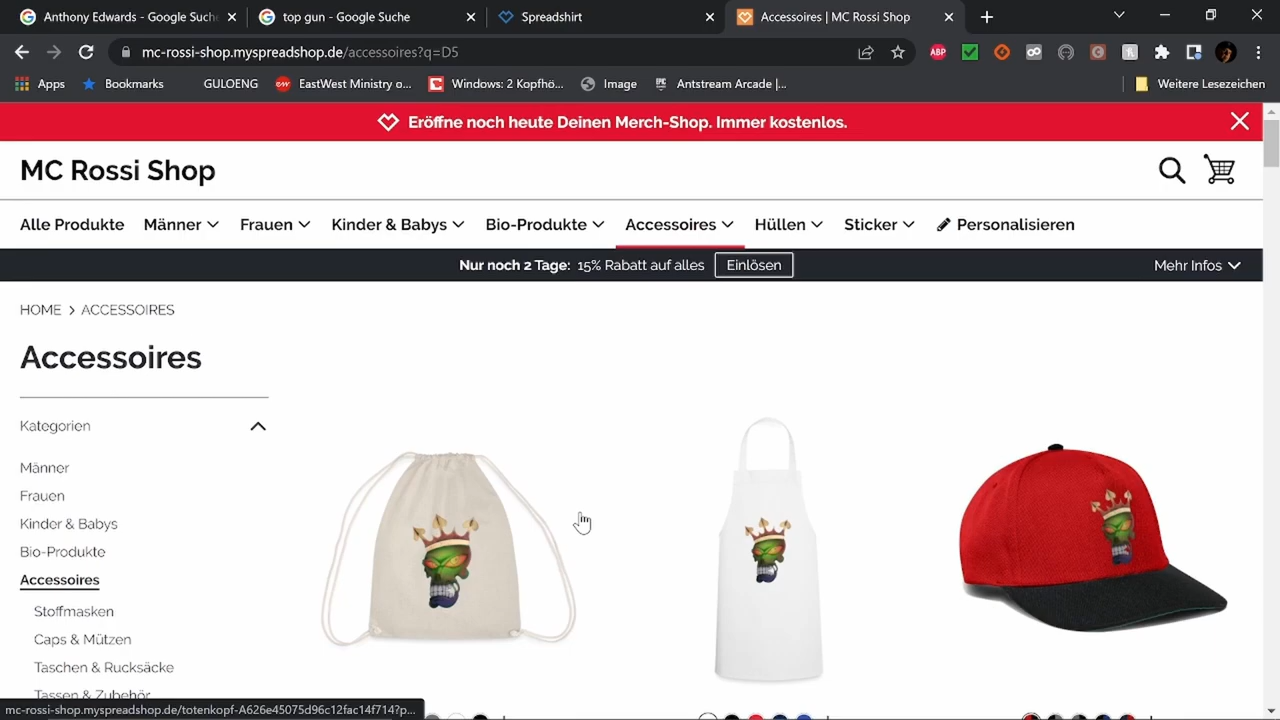 Anthony Edwards - Google Suche
top gun - Google Suche
Spreadshirt
Accessoires | MC Rossi Shop
mc-rossi-shop.myspreadshop.de/accessoires?q=D5
ABP
Apps
Bookmarks
GULOENG
EastWest Ministry o...
Windows: 2 Kopfhö...
Image
Antstream Arcade |...
Weitere Lesezeichen
Eröffne noch heute Deinen Merch-Shop. Immer kostenlos.
MC Rossi Shop
Alle Produkte
Männer
Frauen
Kinder & Babys
Bio-Produkte
Accessoires
Hüllen
Sticker
Personalisieren
Nur noch 2 Tage: 15% Rabatt auf alles
Einlösen
Mehr Infos
HOME > ACCESSOIRES
Accessoires
Kategorien
Männer
Frauen
Kinder & Babys
Bio-Produkte
Accessoires
Stoffmasken
Caps & Mützen
Taschen & Rucksäcke
Tassen & Zubehör
mc-rossi-shop.myspreadshop.de/totenkopf-A626e45075d96c12fac14f714?p...